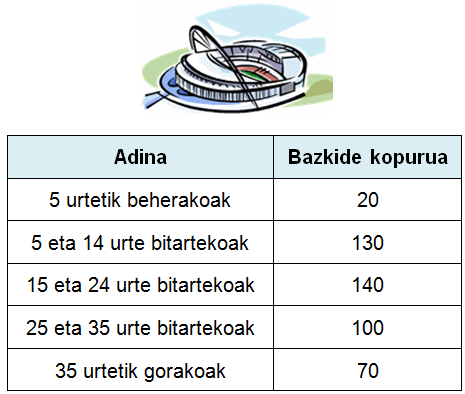 Adina Bazkide kopurua
5 urtetik beherakoak 20
5 eta 14 urte bitartekoak 130
15 eta 24 urte bitartekoak 140
25 eta 35 urte bitartekoak 100
35 urtetik gorakoak 70